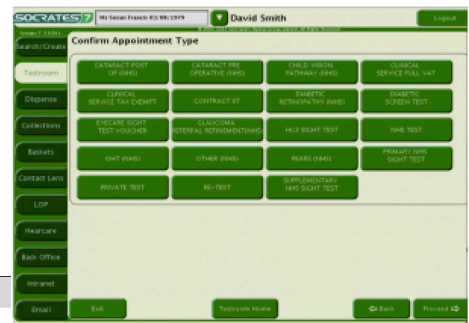 SOCRATES 7
Ms Susan Francis 03/08/1979
David Smith
Logout
Search/Create
Confirm Appointment Type
Testroom
CATARACT POST
OP (NHS)
CATARACT PRE
OPERATIVE (NHS)
CHILD VISION
PATHWAY (NHS)
CLINICAL
SERVICE FULL VAT
Dispense
CLINICAL
SERVICE TAX EXEMPT
CONTRACT ST
DIABETIC
RETINOPATHY (NHS)
DIABETIC
SCREEN TEST
Collections
EYECARE SIGHT
TEST VOUCHER
GLAUCOMA
REFERRAL REFINEMENT(NHS)
HC3 SIGHT TEST
NHS TEST
Baskets
OHT (NHS)
OTHER (NHS)
PEARS (NHS)
PRIMARY NHS
SIGHT TEST
Contact Lens
PRIVATE TEST
RE-TEST
SUPPLEMENTARY
NHS SIGHT TEST
LOP
Hearcare
Back Office
Intranet
Email
Exit
Testroom Home
Back
Proceed